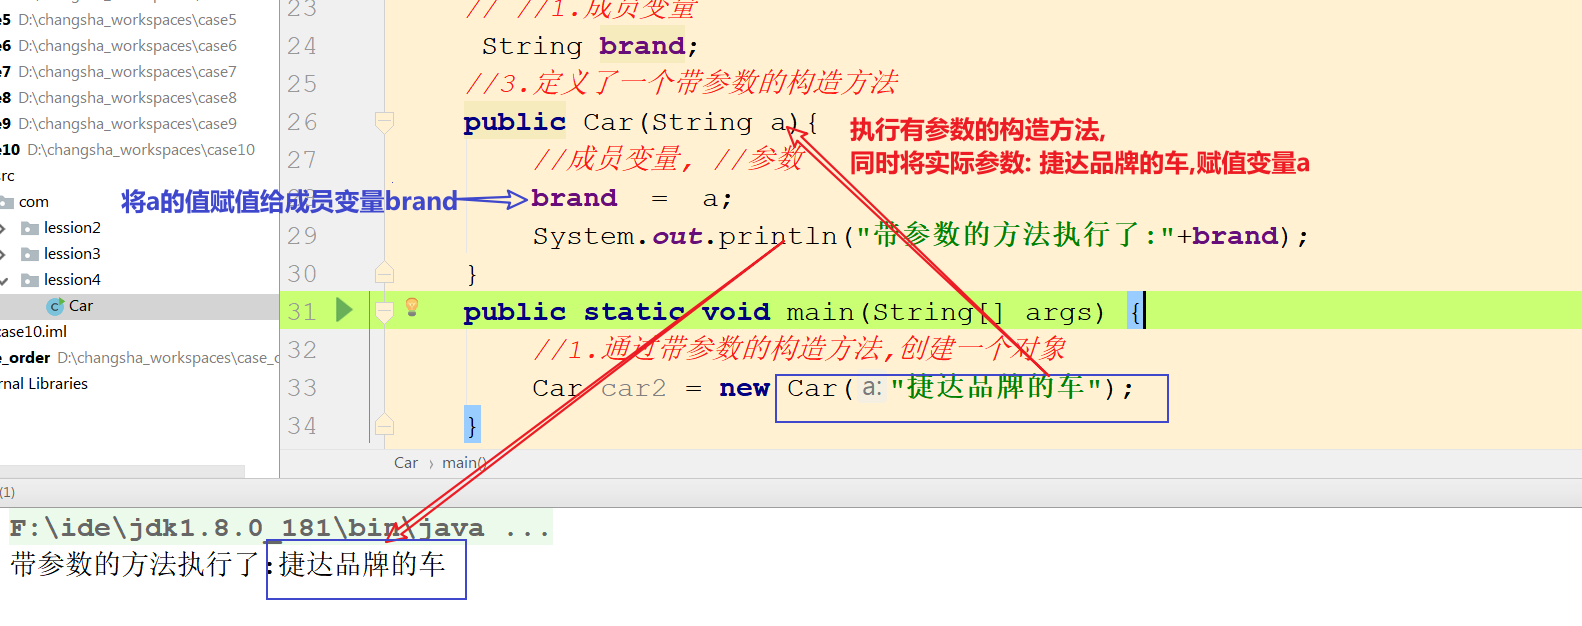 e5 D:\changsha_workspaces\case5
e6 D:\changsha_workspaces\case6
e7 D:\changsha_workspaces\case7
e8 D:\changsha_workspaces\case8
e9 D:\changsha_workspaces\case9
e10 D:\changsha_workspaces\case10
rc
com
lession2
lession3
lession4
Car
case10.iml
e_order D:\changsha_workspaces\case_c
rnal Libraries
23 // //1.成员变量
24 String brand;
25 //3.定义了一个带参数的构造方法
26 public Car(String a){
执行有参数的构造方法,
同时将实际参数: 捷达品牌的车,赋值变量a
27 //成员变量, //参数
将a的值赋值给成员变量brand
brand = a;
29 System.out.println("带参数的方法执行了:"+brand);
30 }
31 public static void main(String[] args) {
32 //1.通过带参数的构造方法,创建一个对象
33 Car car2 = new Car( a: "捷达品牌的车");
34 }
Car › main()
(1)
F:\ide\jdk1.8.0_181\bin\java ...
带参数的方法执行了:捷达品牌的车